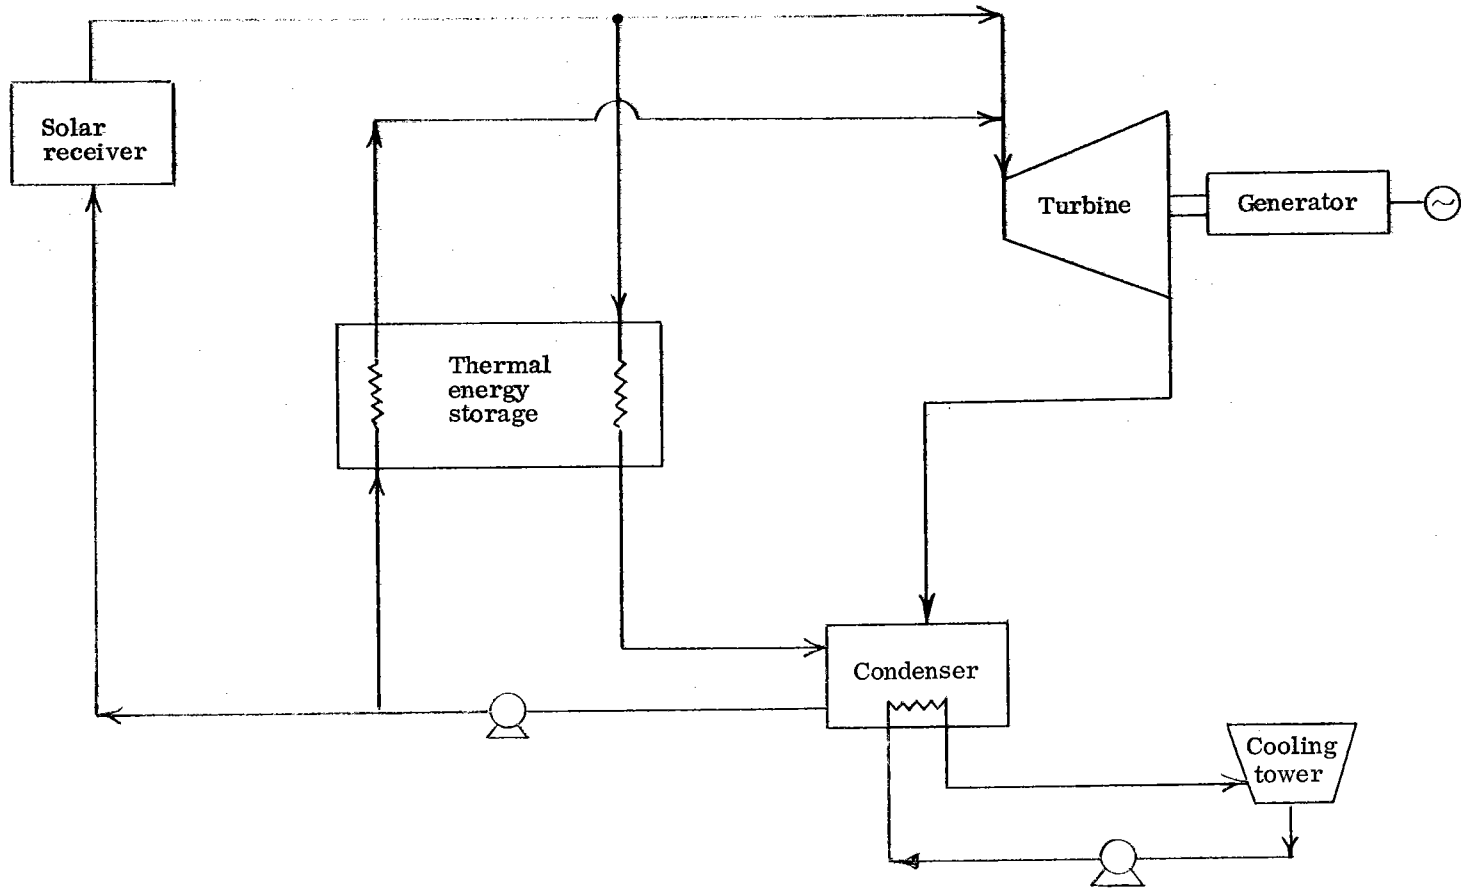 Solar
receiver
Turbine
Generator
Thermal
energy
storage
Condenser
Cooling
tower